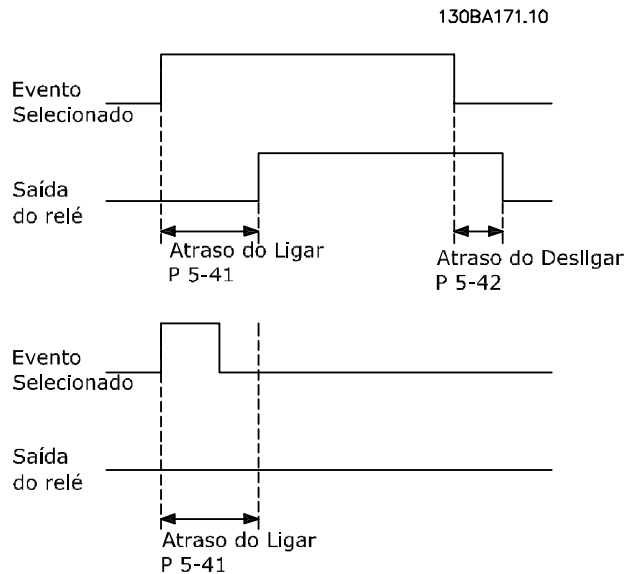 130BA171.10
Evento
Selecionado
Saída
do relé
Atraso do Ligar
P 5-41
Atraso do Desligar
P 5-42
Evento
Selecionado
Saída
do relé
Atraso do Ligar
P 5-41